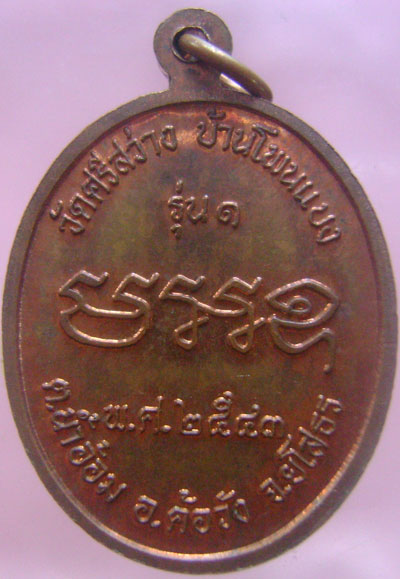 วัดศรีสว่าง บ้านโพนแบง
รุ่น ๑
พ.ศ.๒๕๔๓
ต.น้ำอ้อม อ.ค้อวัง จ.ยโสธร